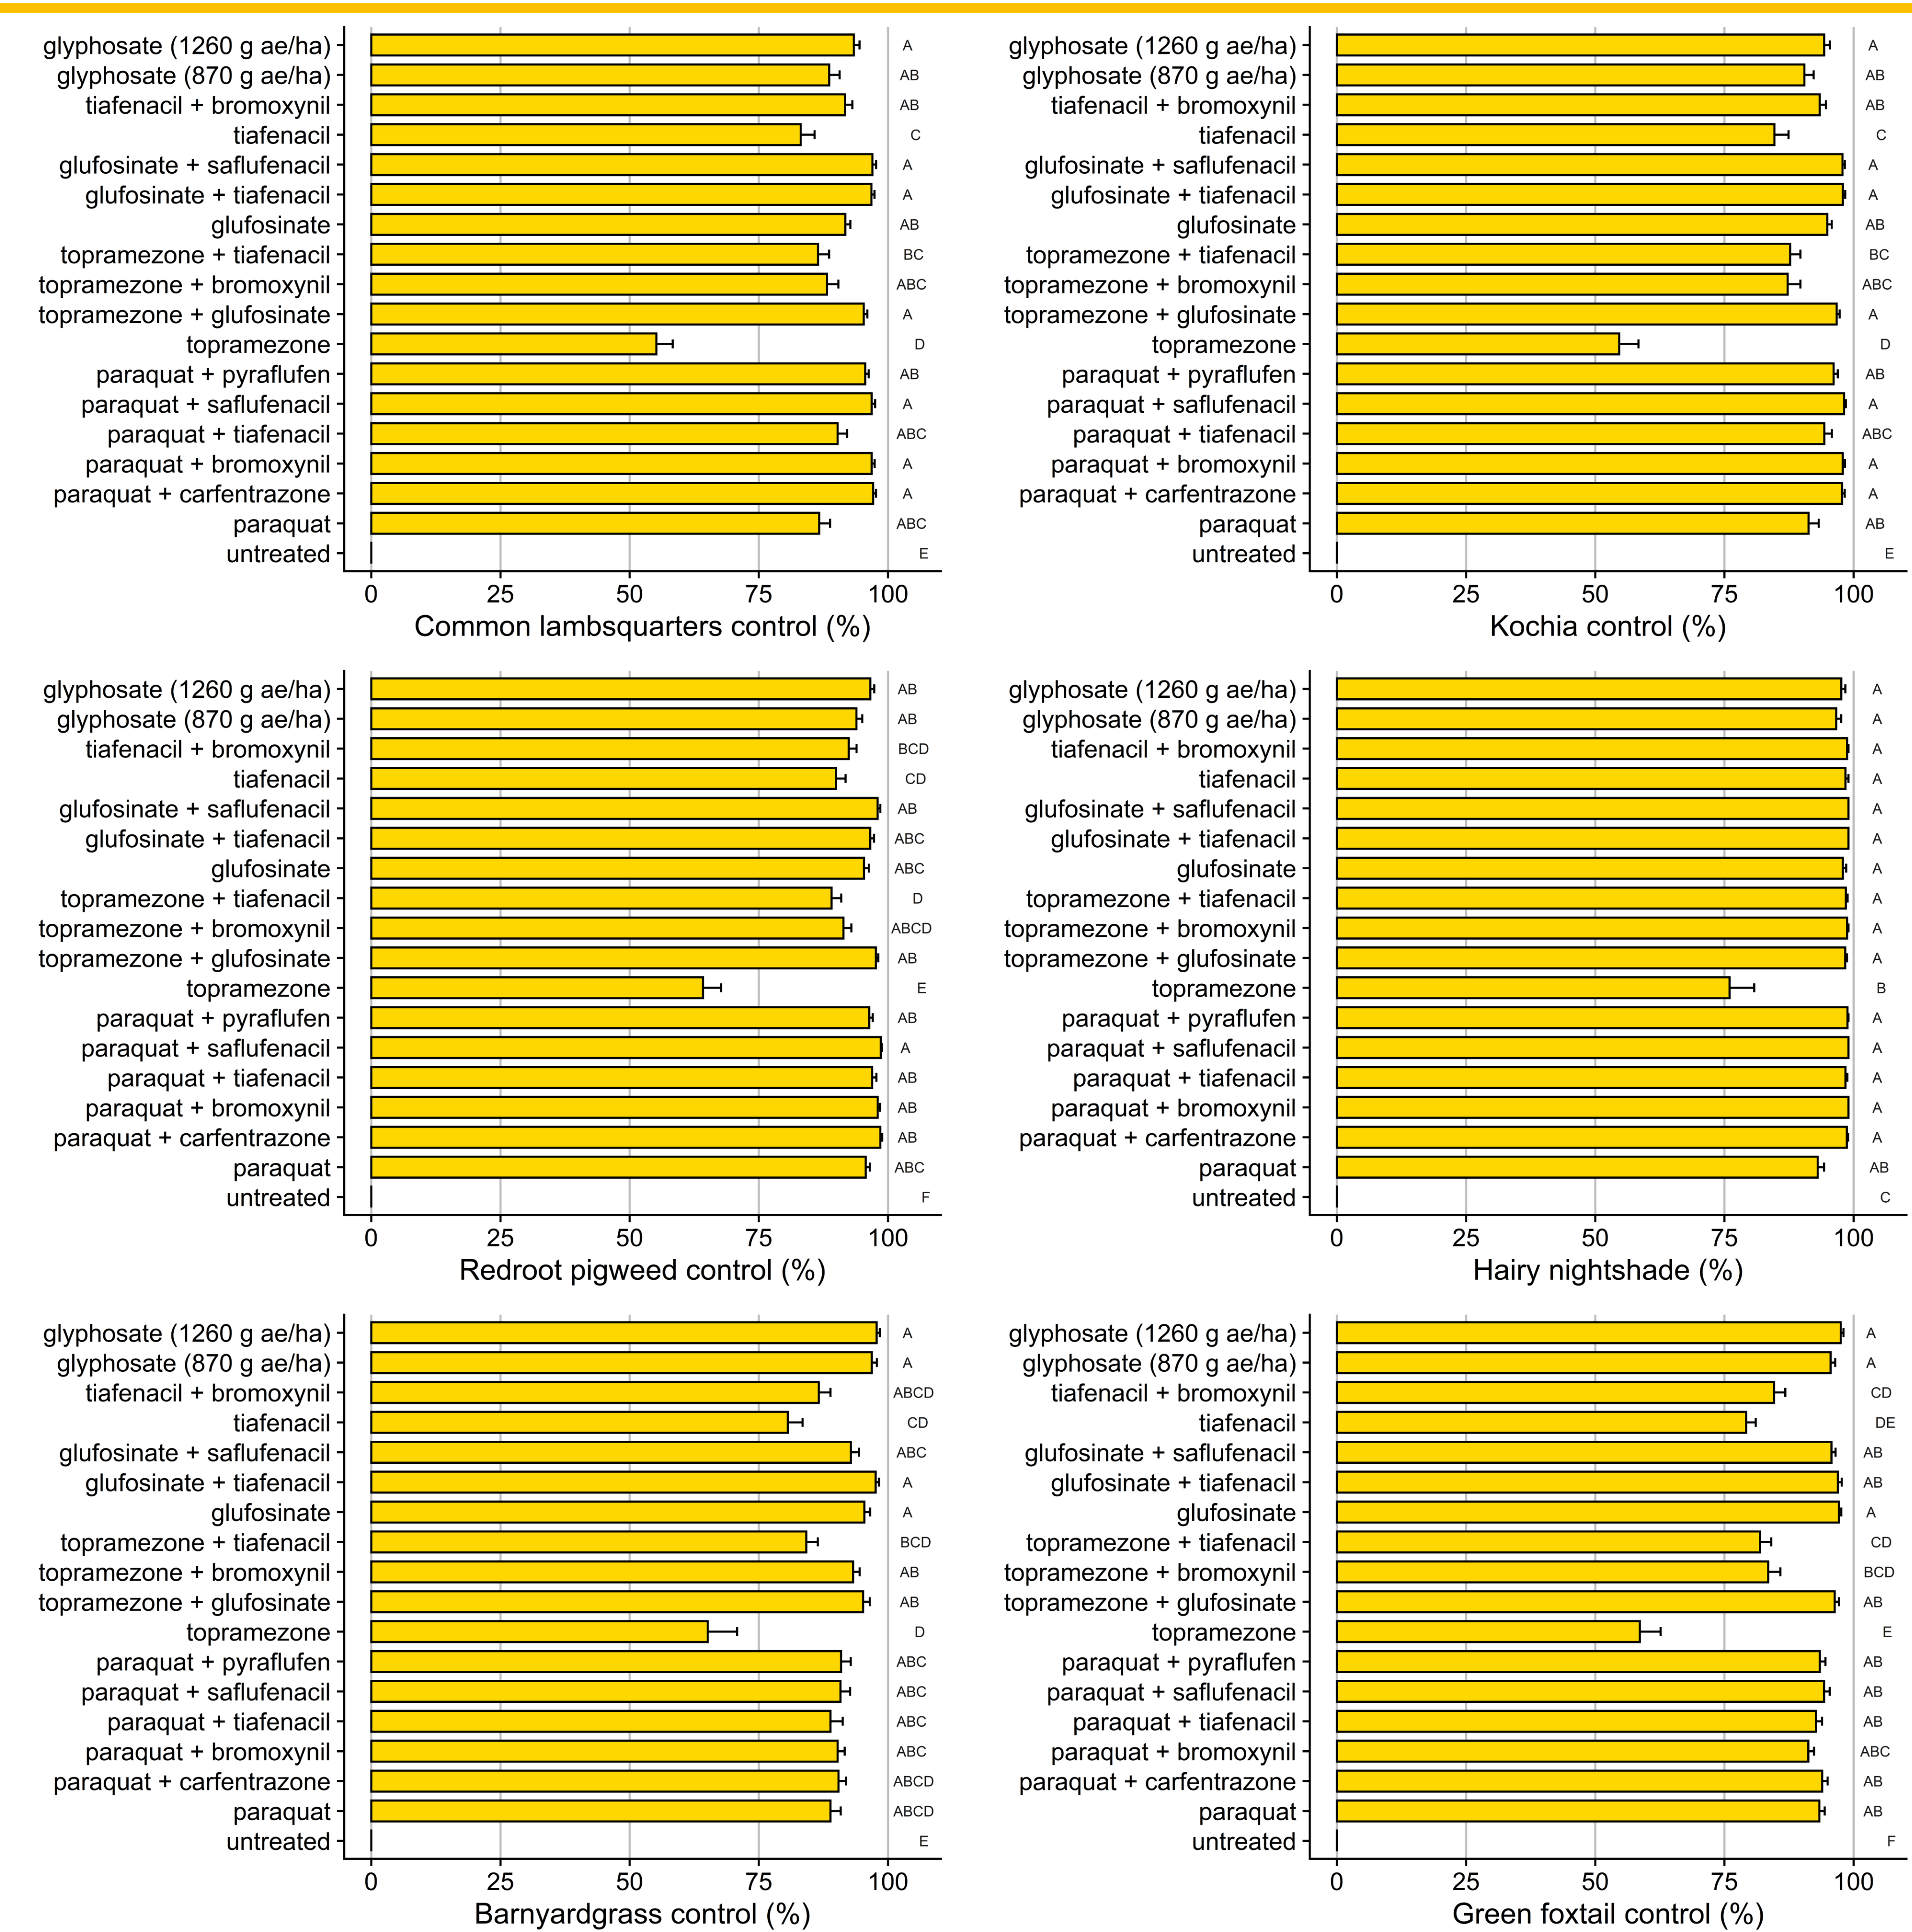 glyphosate (1260 g ae/ha) A
glyphosate (870 g ae/ha) AB
tiafenacil + bromoxynil AB
tiafenacil C
glufosinate + saflufenacil A
glufosinate + tiafenacil A
glufosinate AB
topramezone + tiafenacil BC
topramezone + bromoxynil ABC
topramezone + glufosinate A
topramezone D
paraquat + pyraflufen AB
paraquat + saflufenacil A
paraquat + tiafenacil ABC
paraquat + bromoxynil A
paraquat + carfentrazone A
paraquat ABC
untreated E
0 25 50 75 100
Common lambsquarters control (%)
glyphosate (1260 g ae/ha) A
glyphosate (870 g ae/ha) AB
tiafenacil + bromoxynil AB
tiafenacil C
glufosinate + saflufenacil A
glufosinate + tiafenacil A
glufosinate AB
topramezone + tiafenacil BC
topramezone + bromoxynil ABC
topramezone + glufosinate A
topramezone D
paraquat + pyraflufen AB
paraquat + saflufenacil A
paraquat + tiafenacil ABC
paraquat + bromoxynil A
paraquat + carfentrazone A
paraquat AB
untreated E
0 25 50 75 100
Kochia control (%)
glyphosate (1260 g ae/ha) AB
glyphosate (870 g ae/ha) AB
tiafenacil + bromoxynil BCD
tiafenacil CD
glufosinate + saflufenacil AB
glufosinate + tiafenacil ABC
glufosinate ABC
topramezone + tiafenacil D
topramezone + bromoxynil ABCD
topramezone + glufosinate AB
topramezone E
paraquat + pyraflufen AB
paraquat + saflufenacil A
paraquat + tiafenacil AB
paraquat + bromoxynil AB
paraquat + carfentrazone AB
paraquat ABC
untreated F
0 25 50 75 100
Redroot pigweed control (%)
glyphosate (1260 g ae/ha) A
glyphosate (870 g ae/ha) A
tiafenacil + bromoxynil A
tiafenacil A
glufosinate + saflufenacil A
glufosinate + tiafenacil A
glufosinate A
topramezone + tiafenacil A
topramezone + bromoxynil A
topramezone + glufosinate A
topramezone B
paraquat + pyraflufen A
paraquat + saflufenacil A
paraquat + tiafenacil A
paraquat + bromoxynil A
paraquat + carfentrazone A
paraquat AB
untreated C
0 25 50 75 100
Hairy nightshade (%)
glyphosate (1260 g ae/ha) A
glyphosate (870 g ae/ha) A
tiafenacil + bromoxynil ABCD
tiafenacil CD
glufosinate + saflufenacil ABC
glufosinate + tiafenacil A
glufosinate A
topramezone + tiafenacil BCD
topramezone + bromoxynil AB
topramezone + glufosinate AB
topramezone D
paraquat + pyraflufen ABC
paraquat + saflufenacil ABC
paraquat + tiafenacil ABC
paraquat + bromoxynil ABC
paraquat + carfentrazone ABCD
paraquat ABCD
untreated E
0 25 50 75 100
Barnyardgrass control (%)
glyphosate (1260 g ae/ha) A
glyphosate (870 g ae/ha) A
tiafenacil + bromoxynil CD
tiafenacil DE
glufosinate + saflufenacil AB
glufosinate + tiafenacil AB
glufosinate A
topramezone + tiafenacil CD
topramezone + bromoxynil BCD
topramezone + glufosinate AB
topramezone E
paraquat + pyraflufen AB
paraquat + saflufenacil AB
paraquat + tiafenacil AB
paraquat + bromoxynil ABC
paraquat + carfentrazone AB
paraquat AB
untreated F
0 25 50 75 100
Green foxtail control (%)